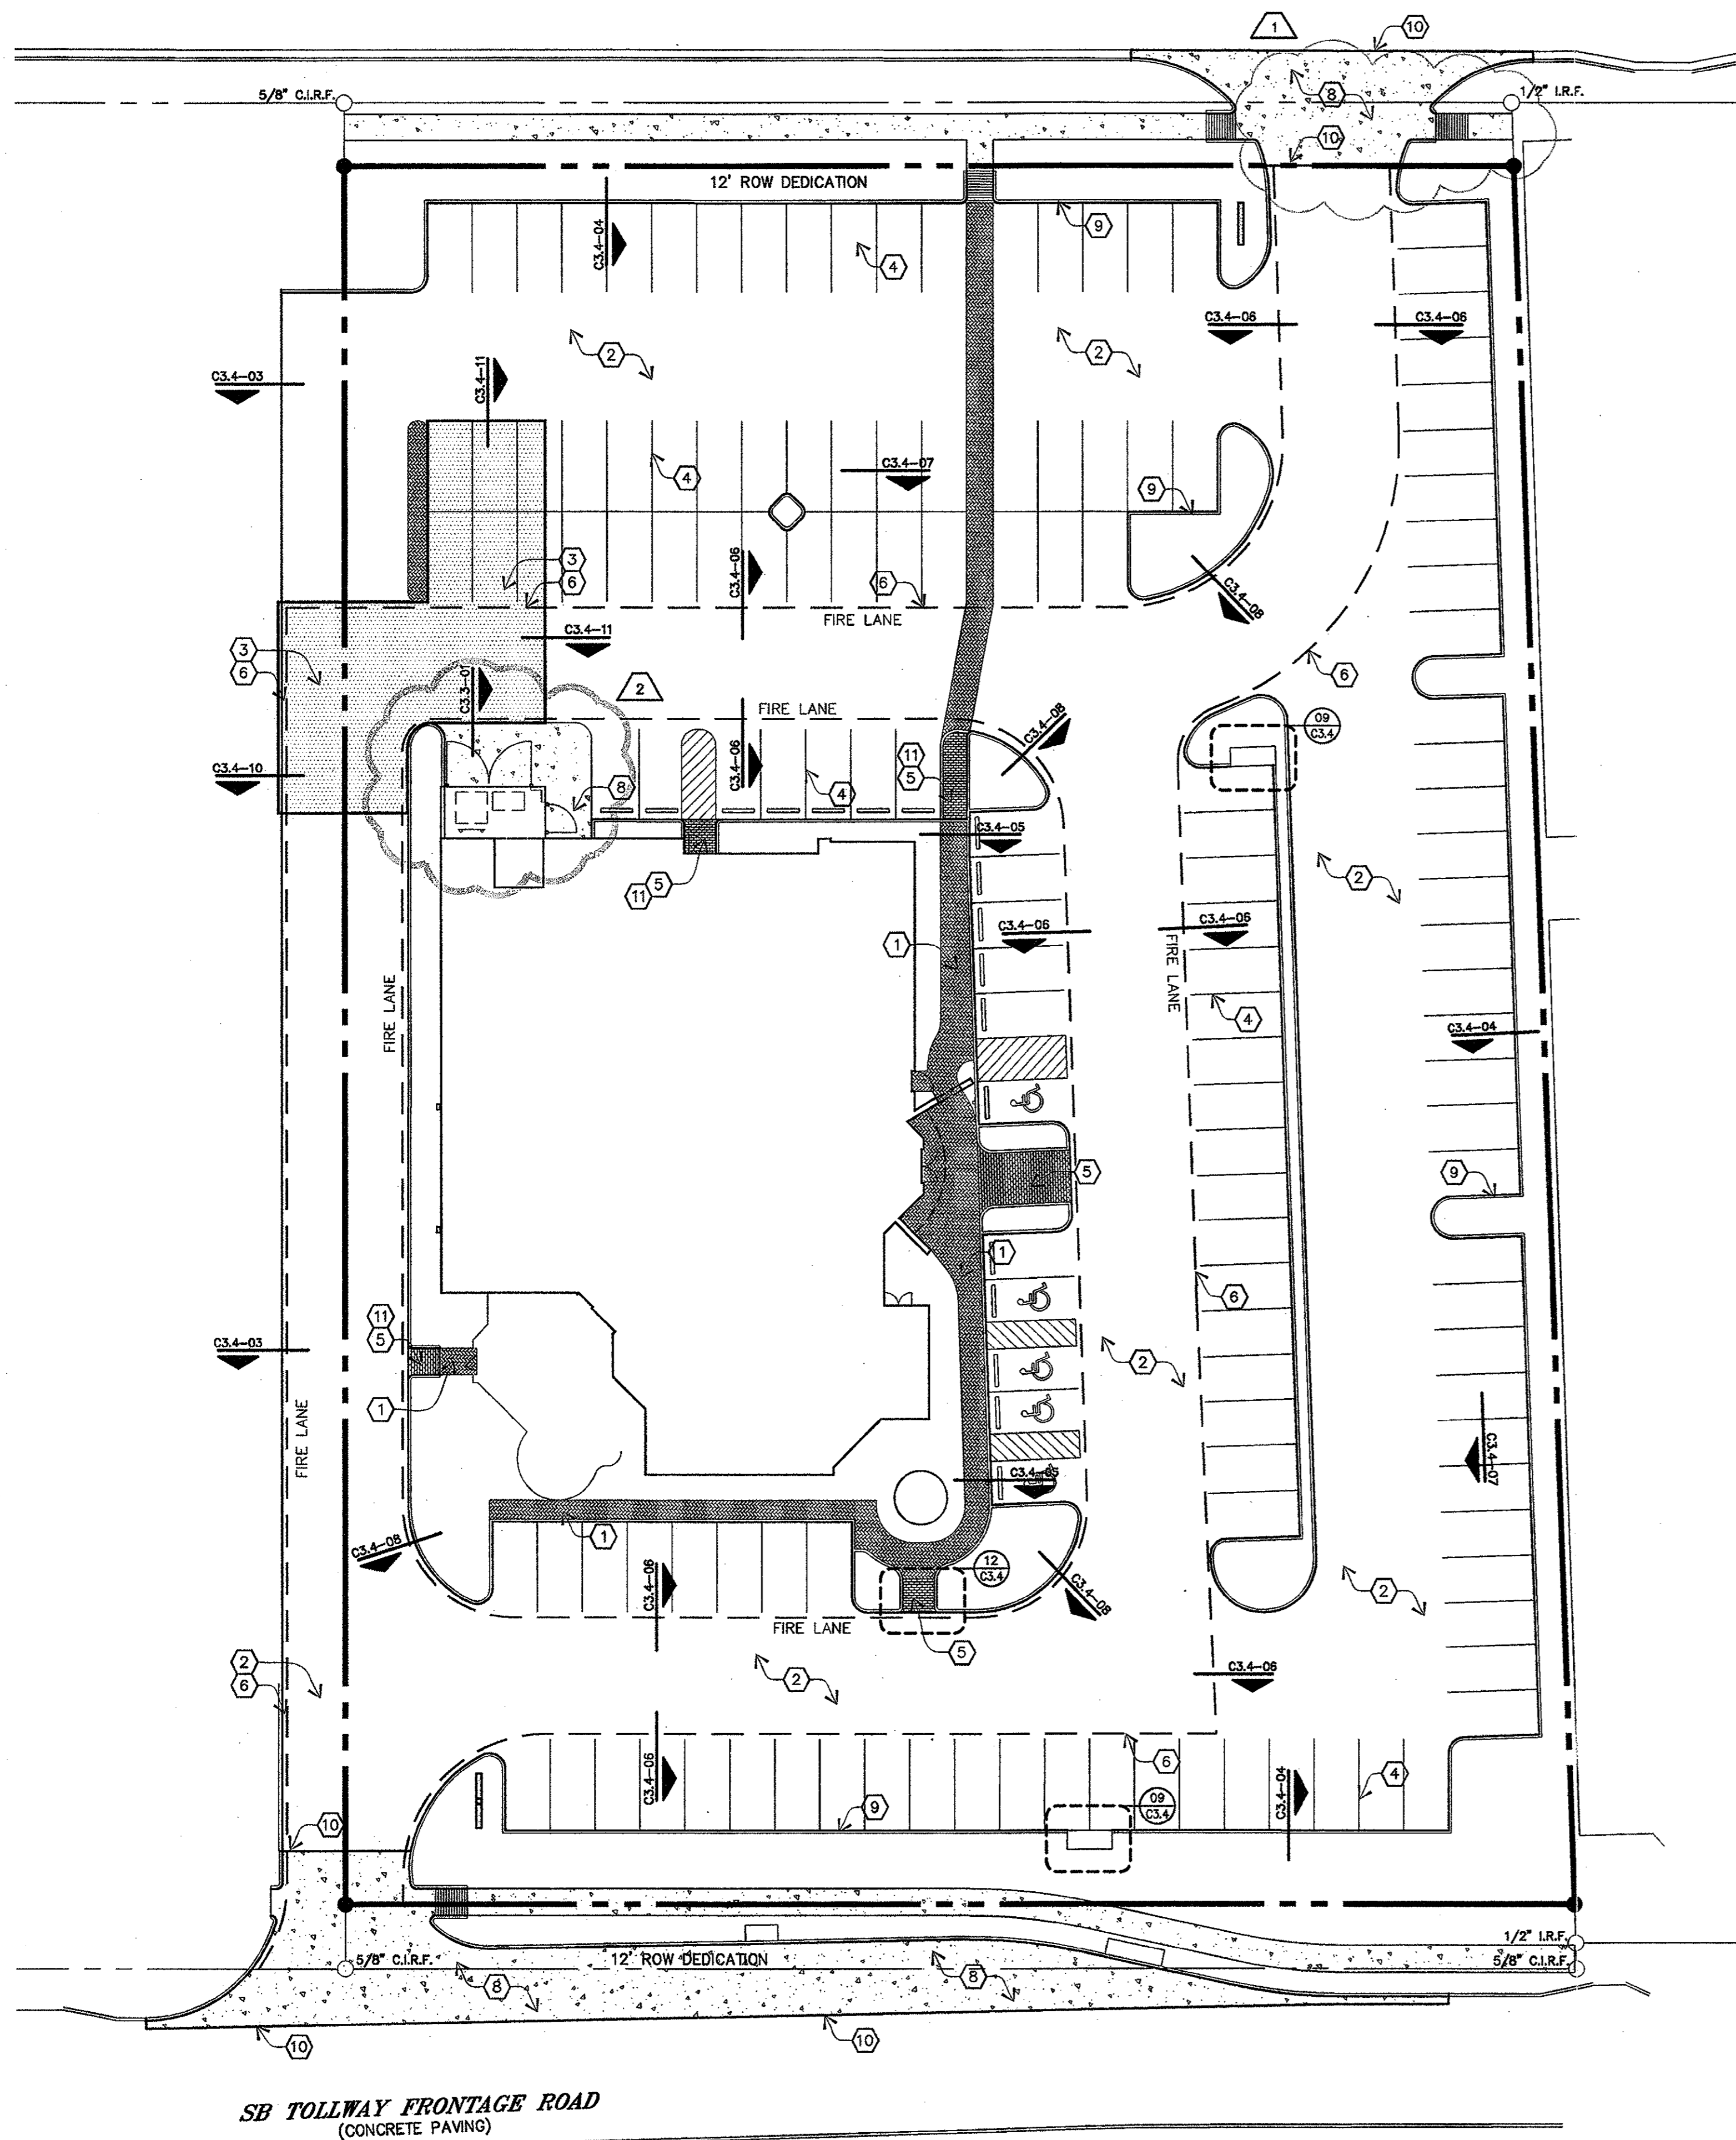 1
10
5/8" C.I.R.F.
8
1/2" I.R.F.
10
12' ROW DEDICATION
C3.4-04
9
4
C3.4-06
C3.4-06
2
2
C3.4-03
C3.4-11
C3.4-07
4
9
3
6
C3.4-06
6
C3.4-08
FIRE LANE
C3.4-11
3
6
6
C3.3-01
2
FIRE LANE
C3.4-08
09
C3.4
C3.4-06
11
5
C3.4-10
8
4
C3.4-05
2
11
5
1
C3.4-06
C3.4-06
FIRE LANE
FIRE LANE
4
C3.4-04
5
9
1
6
11
5
C3.4-03
2
1
FIRE LANE
C3.4-07
C3.4-05
1
C3.4-08
12
C3.4
C3.4-06
C3.4-08
2
FIRE LANE
5
2
6
2
C3.4-06
6
C3.4-06
C3.4-04
4
09
C3.4
9
10
1/2" I.R.F.
5/8" C.I.R.F.
12' ROW DEDICATION
5/8" C.I.R.F.
8
8
10
10
SB TOLLWAY FRONTAGE ROAD
(CONCRETE PAVING)